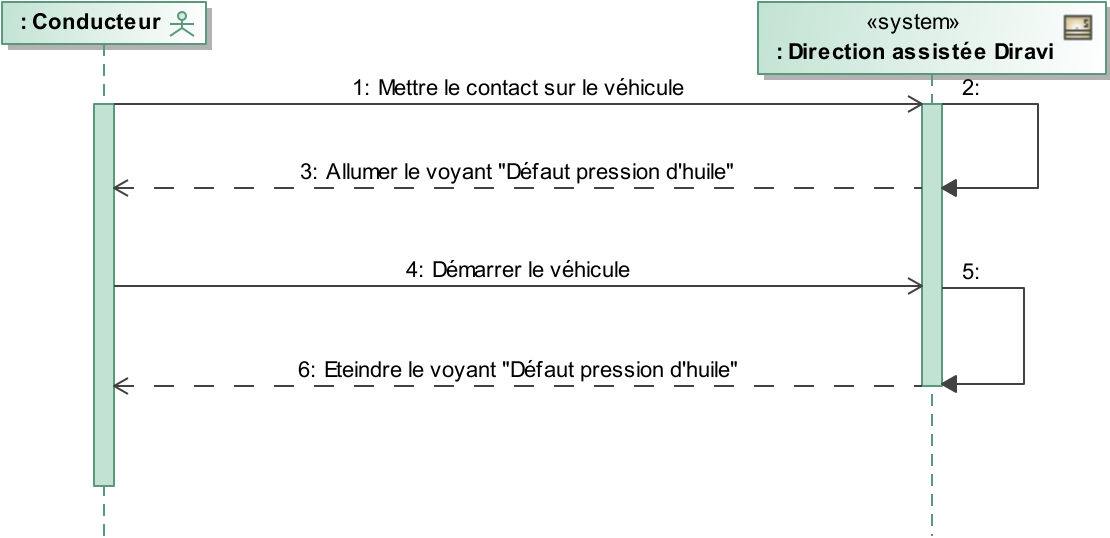 : Conducteur
«system»
: Direction assistée Diravi
1: Mettre le contact sur le véhicule
2:
3: Allumer le voyant "Défaut pression d'huile"
4: Démarrer le véhicule
5:
6: Eteindre le voyant "Défaut pression d'huile"